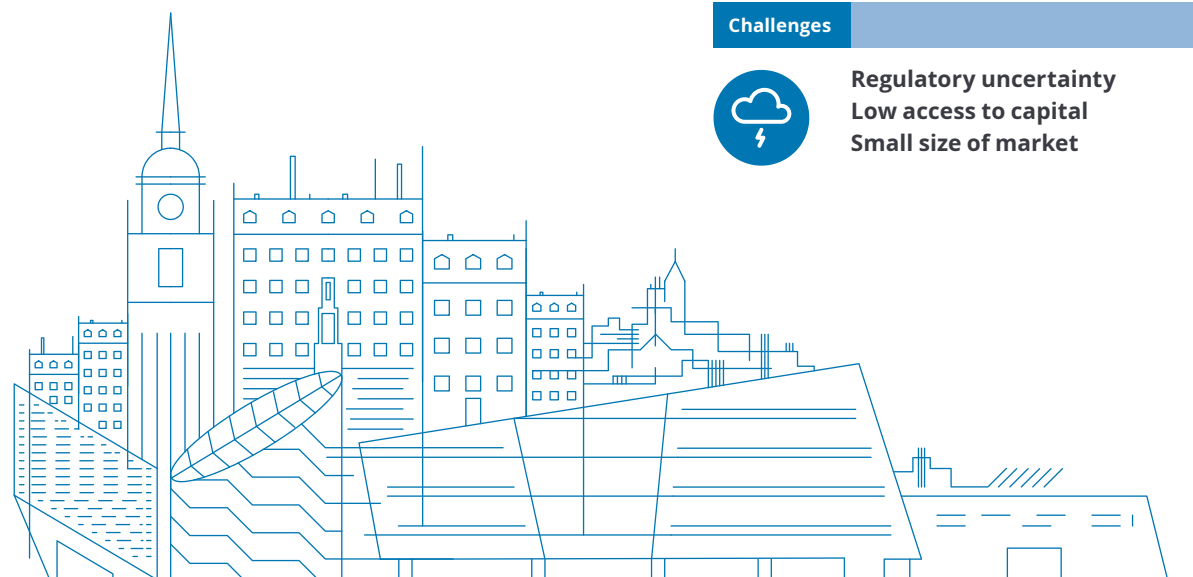 Challenges
Regulatory uncertainty
Low access to capital
Small size of market